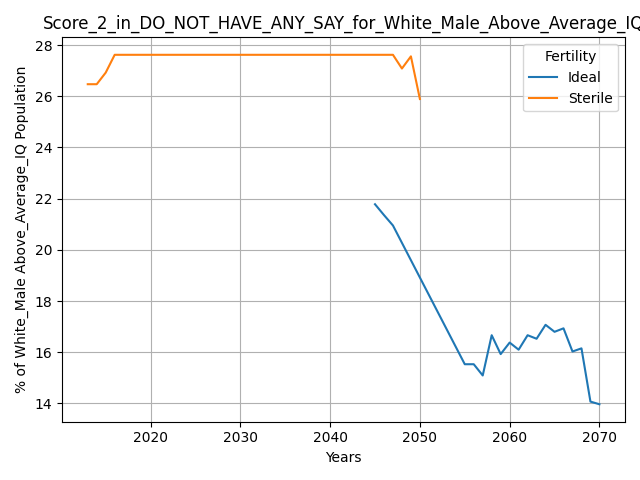 Score_2_in_DO_NOT_HAVE_ANY_SAY_for_White_Male_Above_Average_IQ
28
26
24
22
20
18
16
14
% of White_Male Above_Average_IQ Population
Fertility
Ideal
Sterile
2020 2030 2040 2050 2060 2070
Years